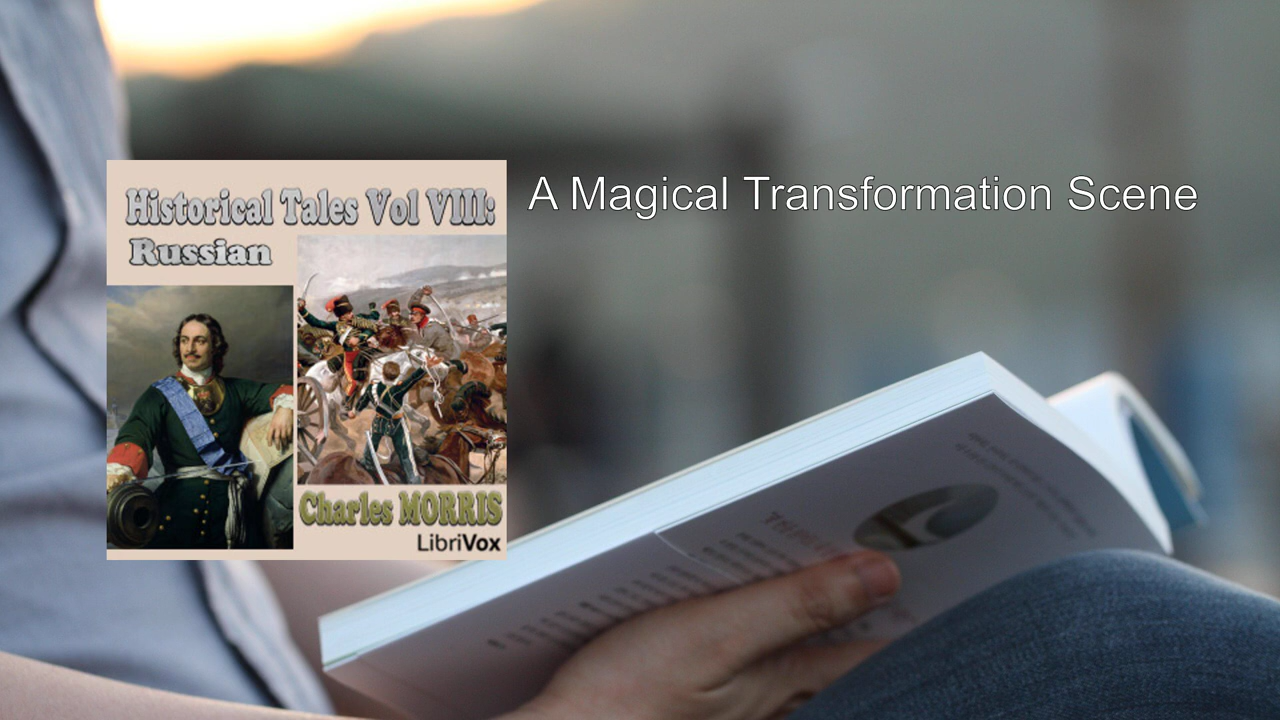 Historical Tales Vol VIII:
Russian
Charles MORRIS
LibriVox
A Magical Transformation Scene